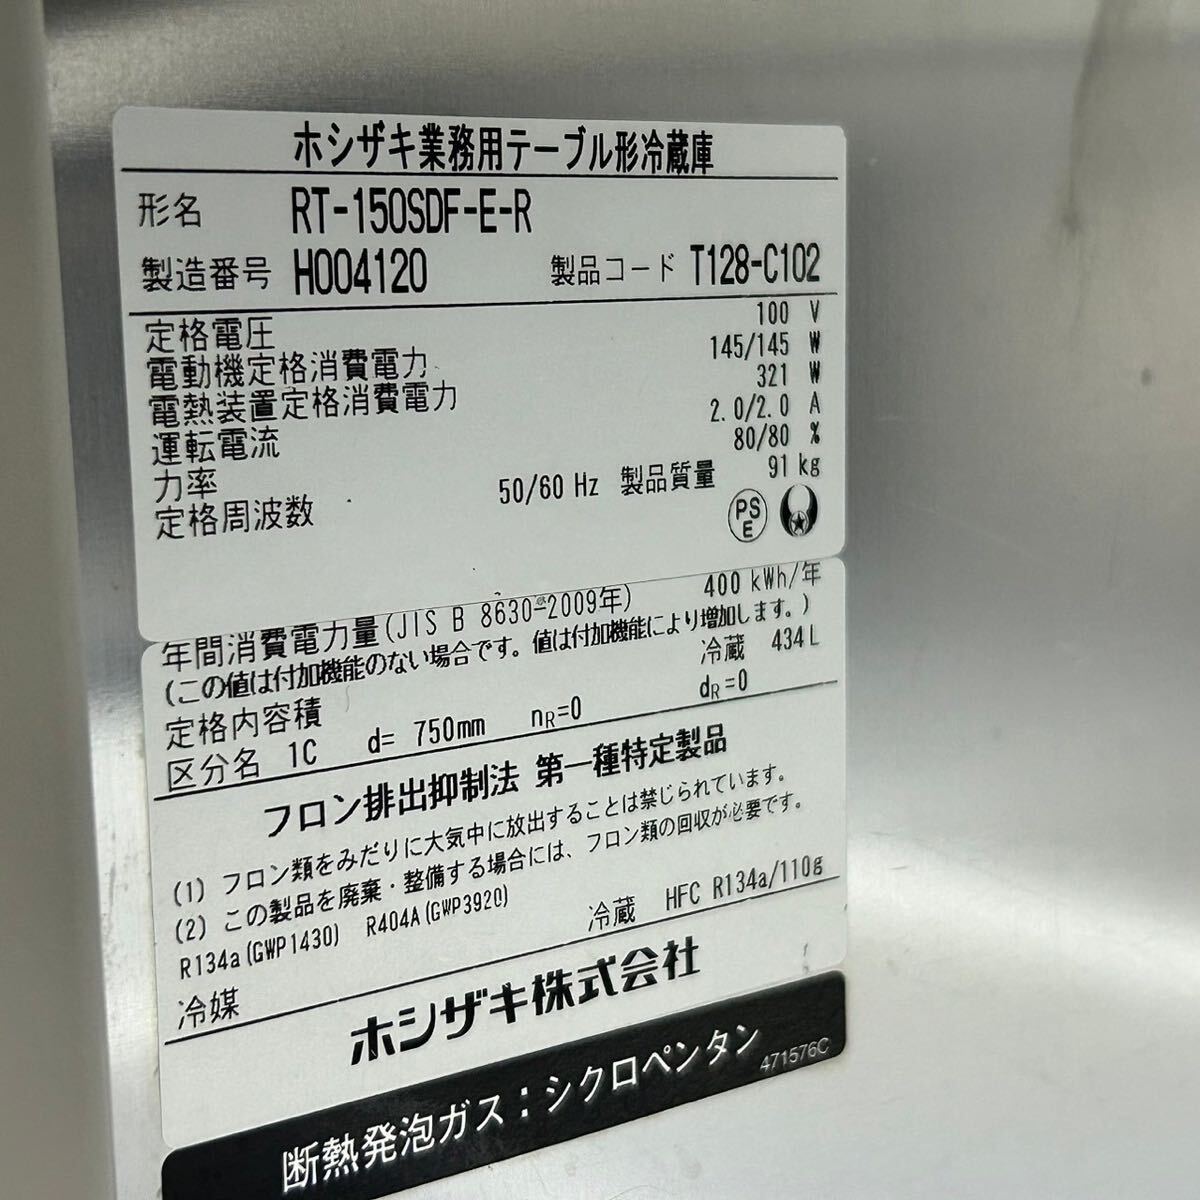 ホシザキ業務用テーブル形冷蔵庫
形名 RT-150SDF-E-R
製造番号 H004120 製品コード T128-C102
定格電圧 100 V
電動機定格消費電力 145/145 W
電熱装置定格消費電力 321 W
運転電流 2.0/2.0 A
力率 80/80 %
定格周波数 50/60 Hz 製品質量 91 kg
PS
E
年間消費電力量(JIS B 8630-2009年) 400 kWh/年
(この値は付加機能のない場合です。値は付加機能により増加します。)
定格内容積 冷蔵 434 L
区分名 1C d= 750mm nR=0 dR=0
フロン排出抑制法 第一種特定製品
(1) フロン類をみだりに大気中に放出することは禁じられています。
(2) この製品を廃棄・整備する場合には、フロン類の回収が必要です。
R134a(GWP1430) R404A(GWP3920)
冷媒 冷蔵 HFC R134a/110g
ホシザキ株式会社
断熱発泡ガス：シクロペンタン
471576C